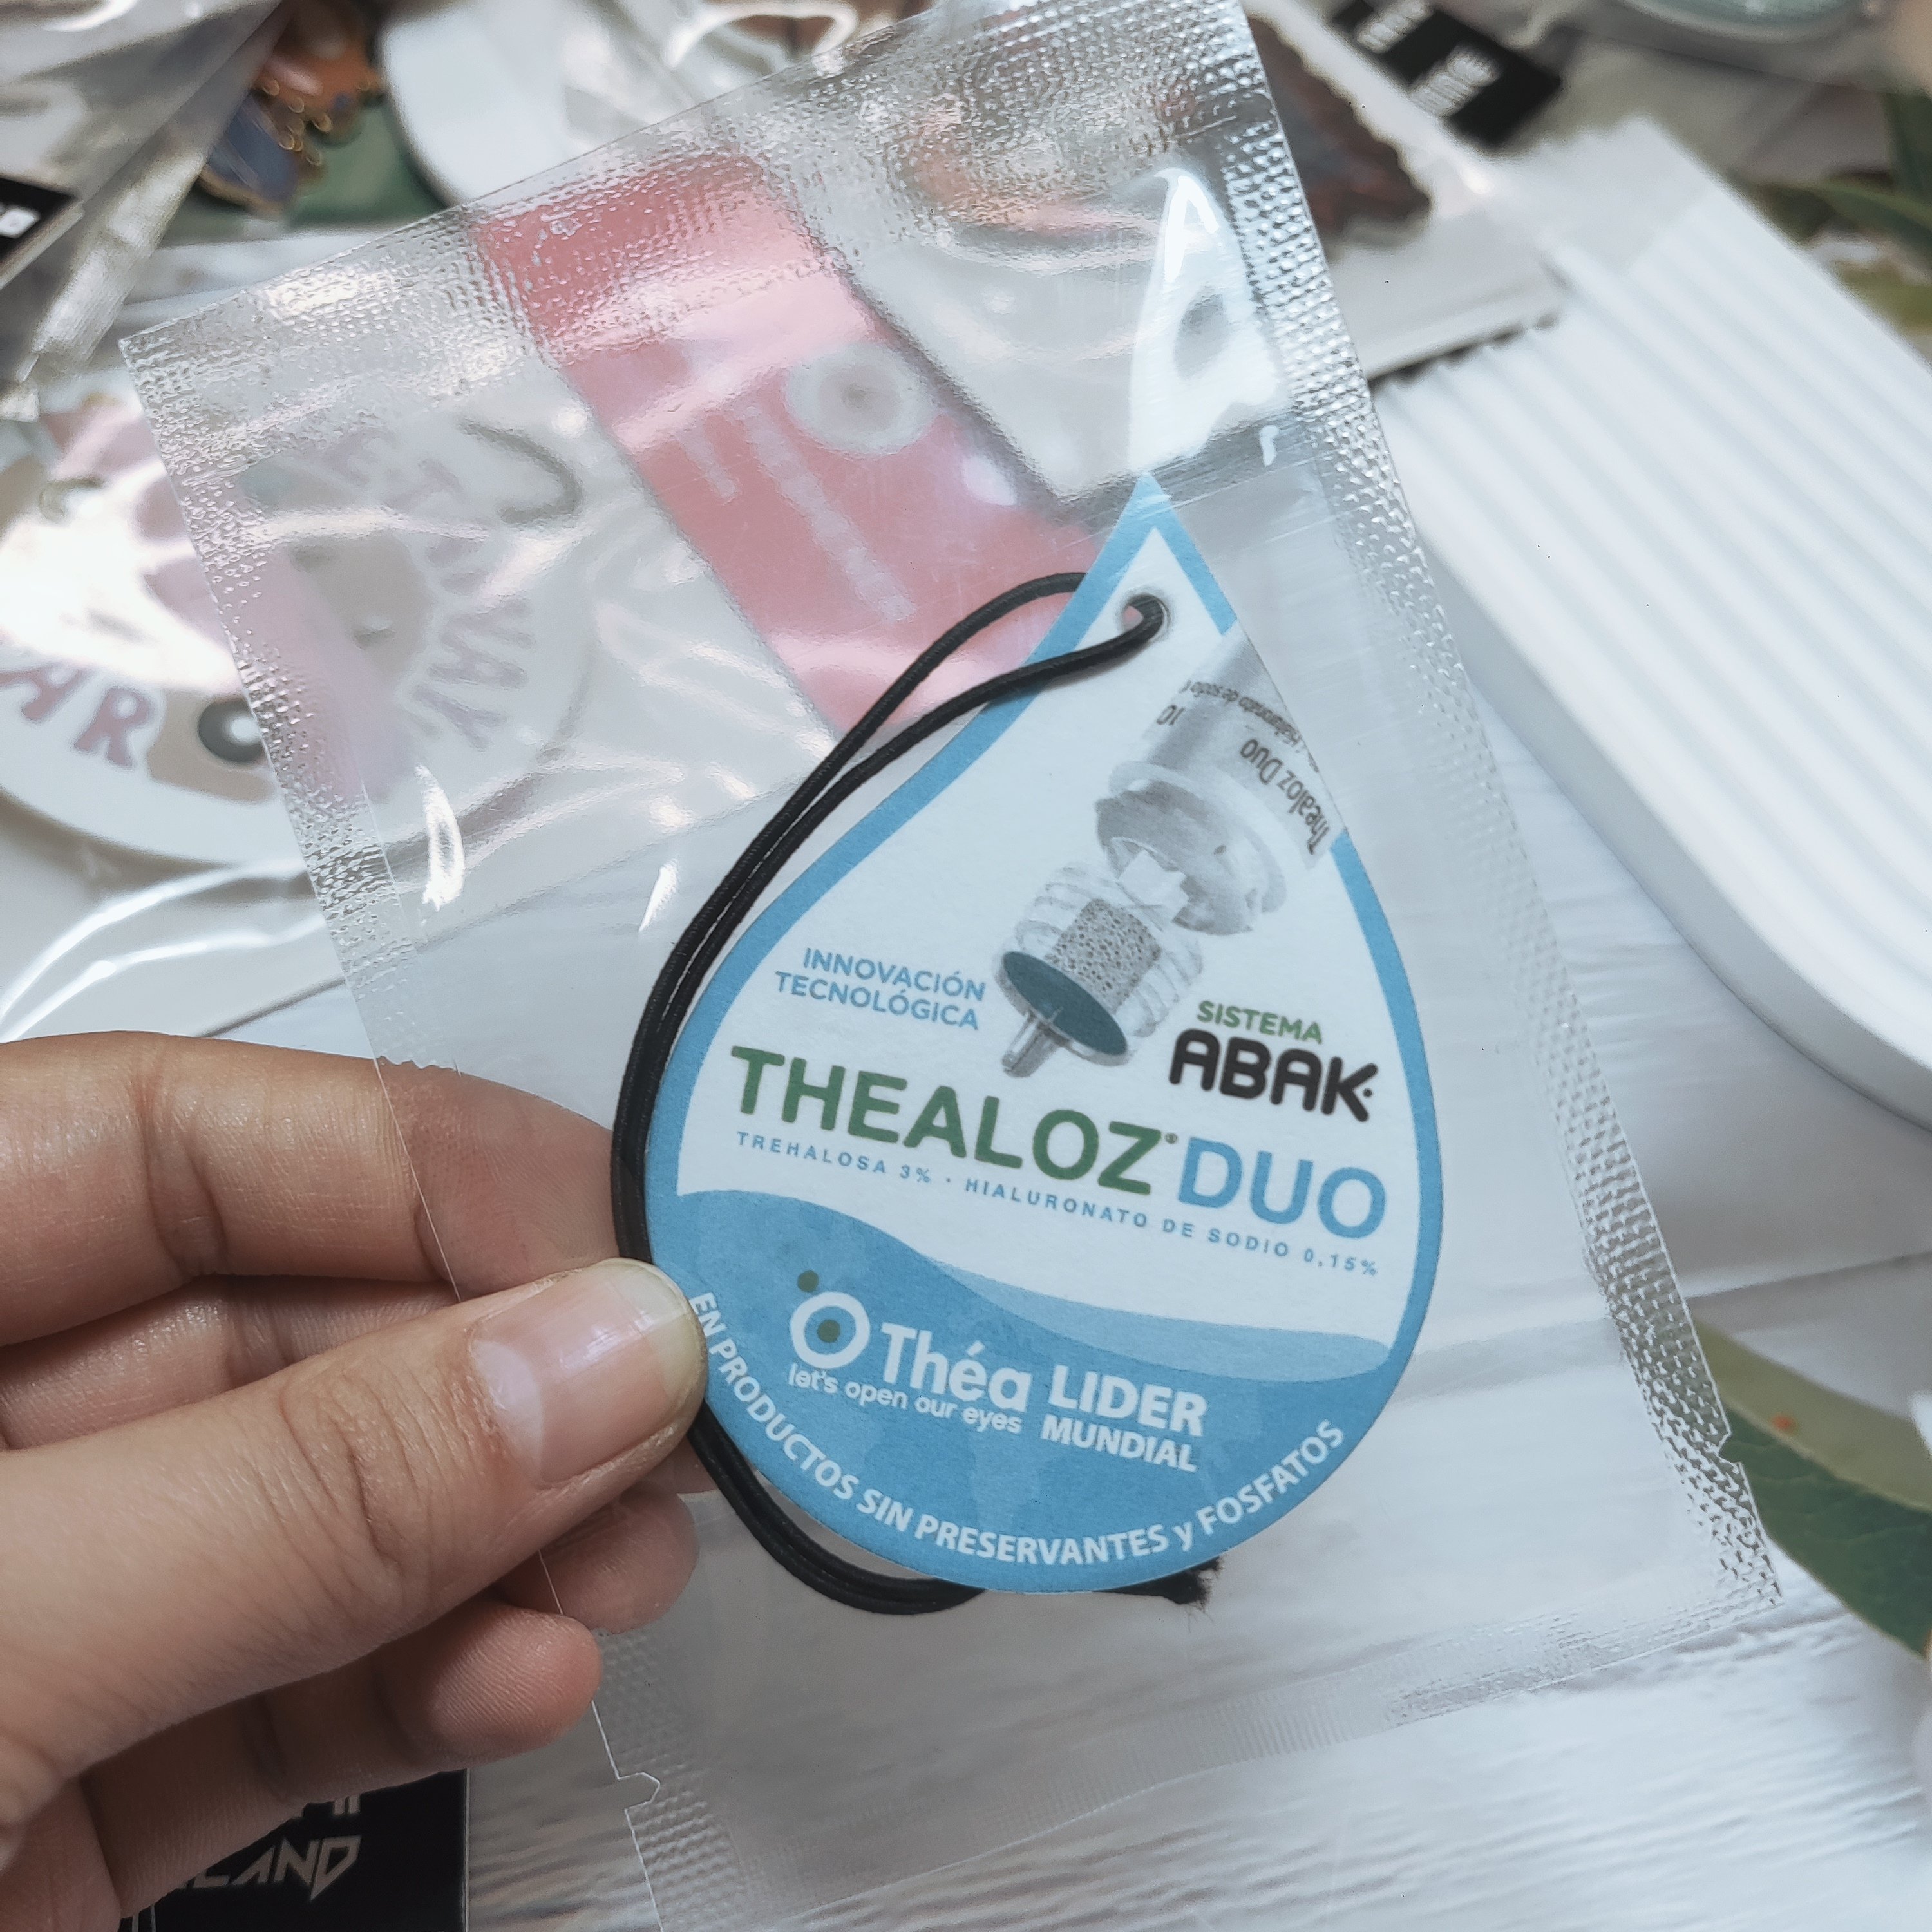 Thealoz Duo
10
INNOVACIÓN
TECNOLÓGICA
SISTEMA
ABAK
THEALOZ® DUO
TREHALOSA 3% · HIALURONATO DE SODIO 0,15%
Théa
let's open our eyes
LIDER
MUNDIAL
EN PRODUCTOS SIN PRESERVANTES y FOSFATOS